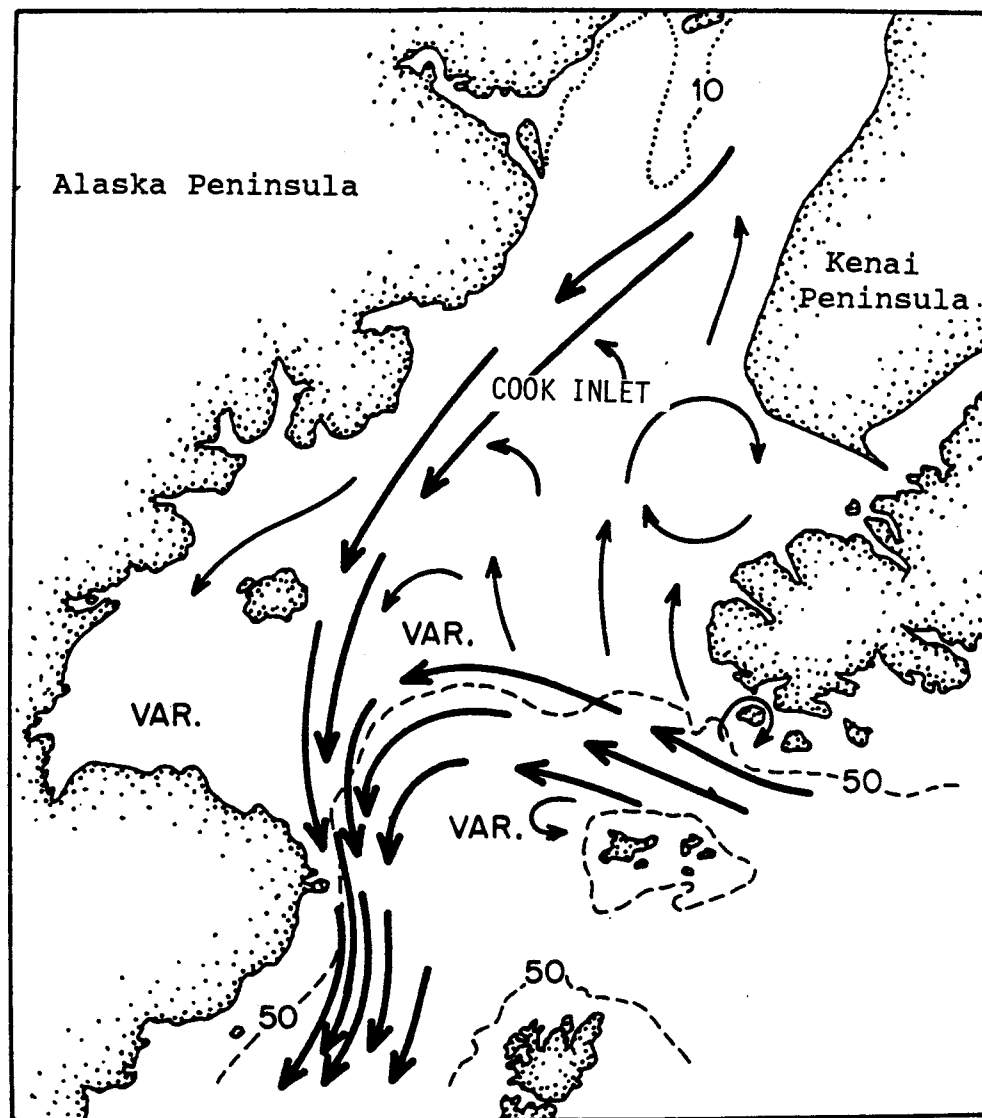 10
Alaska Peninsula
Kenai
Peninsula
COOK INLET
VAR.
VAR.
50
VAR.
50
50